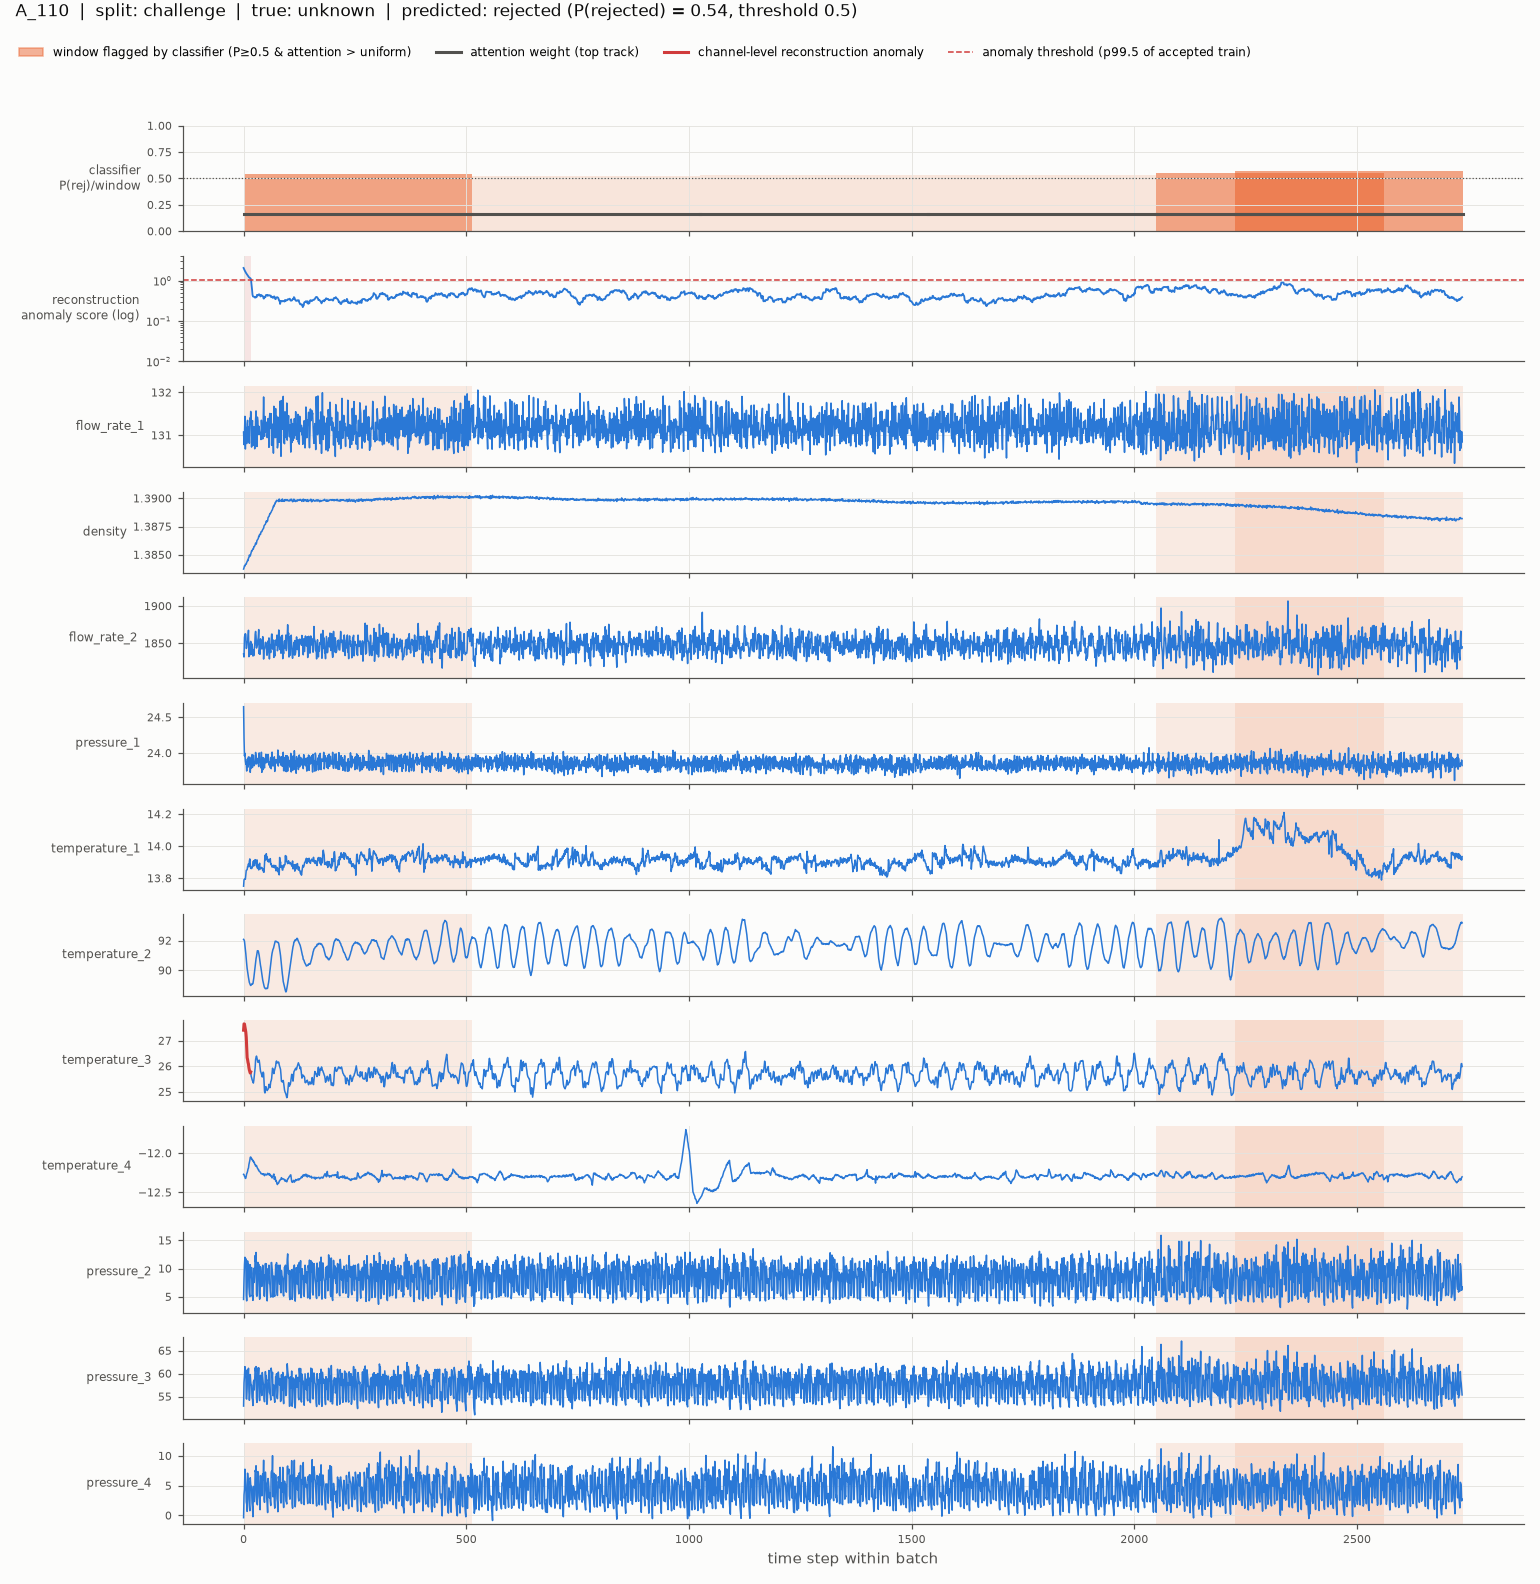 A_110 | split: challenge | true: unknown | predicted: rejected (P(rejected) = 0.54, threshold 0.5)
window flagged by classifier (P≥0.5 & attention > uniform) attention weight (top track) channel-level reconstruction anomaly anomaly threshold (p99.5 of accepted train)
classifier
P(rej)/window
1.00
0.75
0.50
0.25
0.00
reconstruction
anomaly score (log)
10⁰
10⁻¹
10⁻²
flow_rate_1
132
131
density
1.3900
1.3875
1.3850
flow_rate_2
1900
1850
pressure_1
24.5
24.0
temperature_1
14.2
14.0
13.8
temperature_2
92
90
temperature_3
27
26
25
temperature_4
−12.0
−12.5
pressure_2
15
10
5
pressure_3
65
60
55
pressure_4
10
5
0
0 500 1000 1500 2000 2500
time step within batch